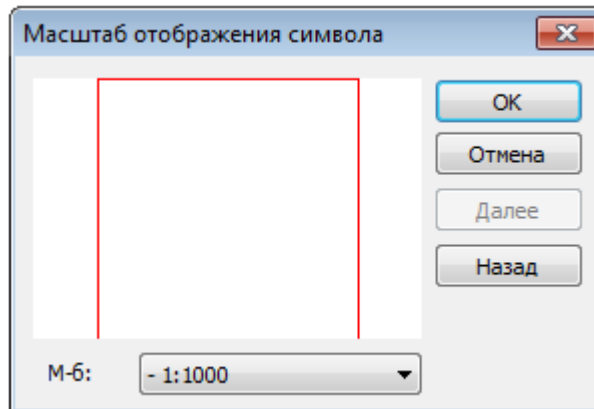 Масштаб отображения символа
OK
Отмена
Далее
Назад
М-б:
- 1:1000